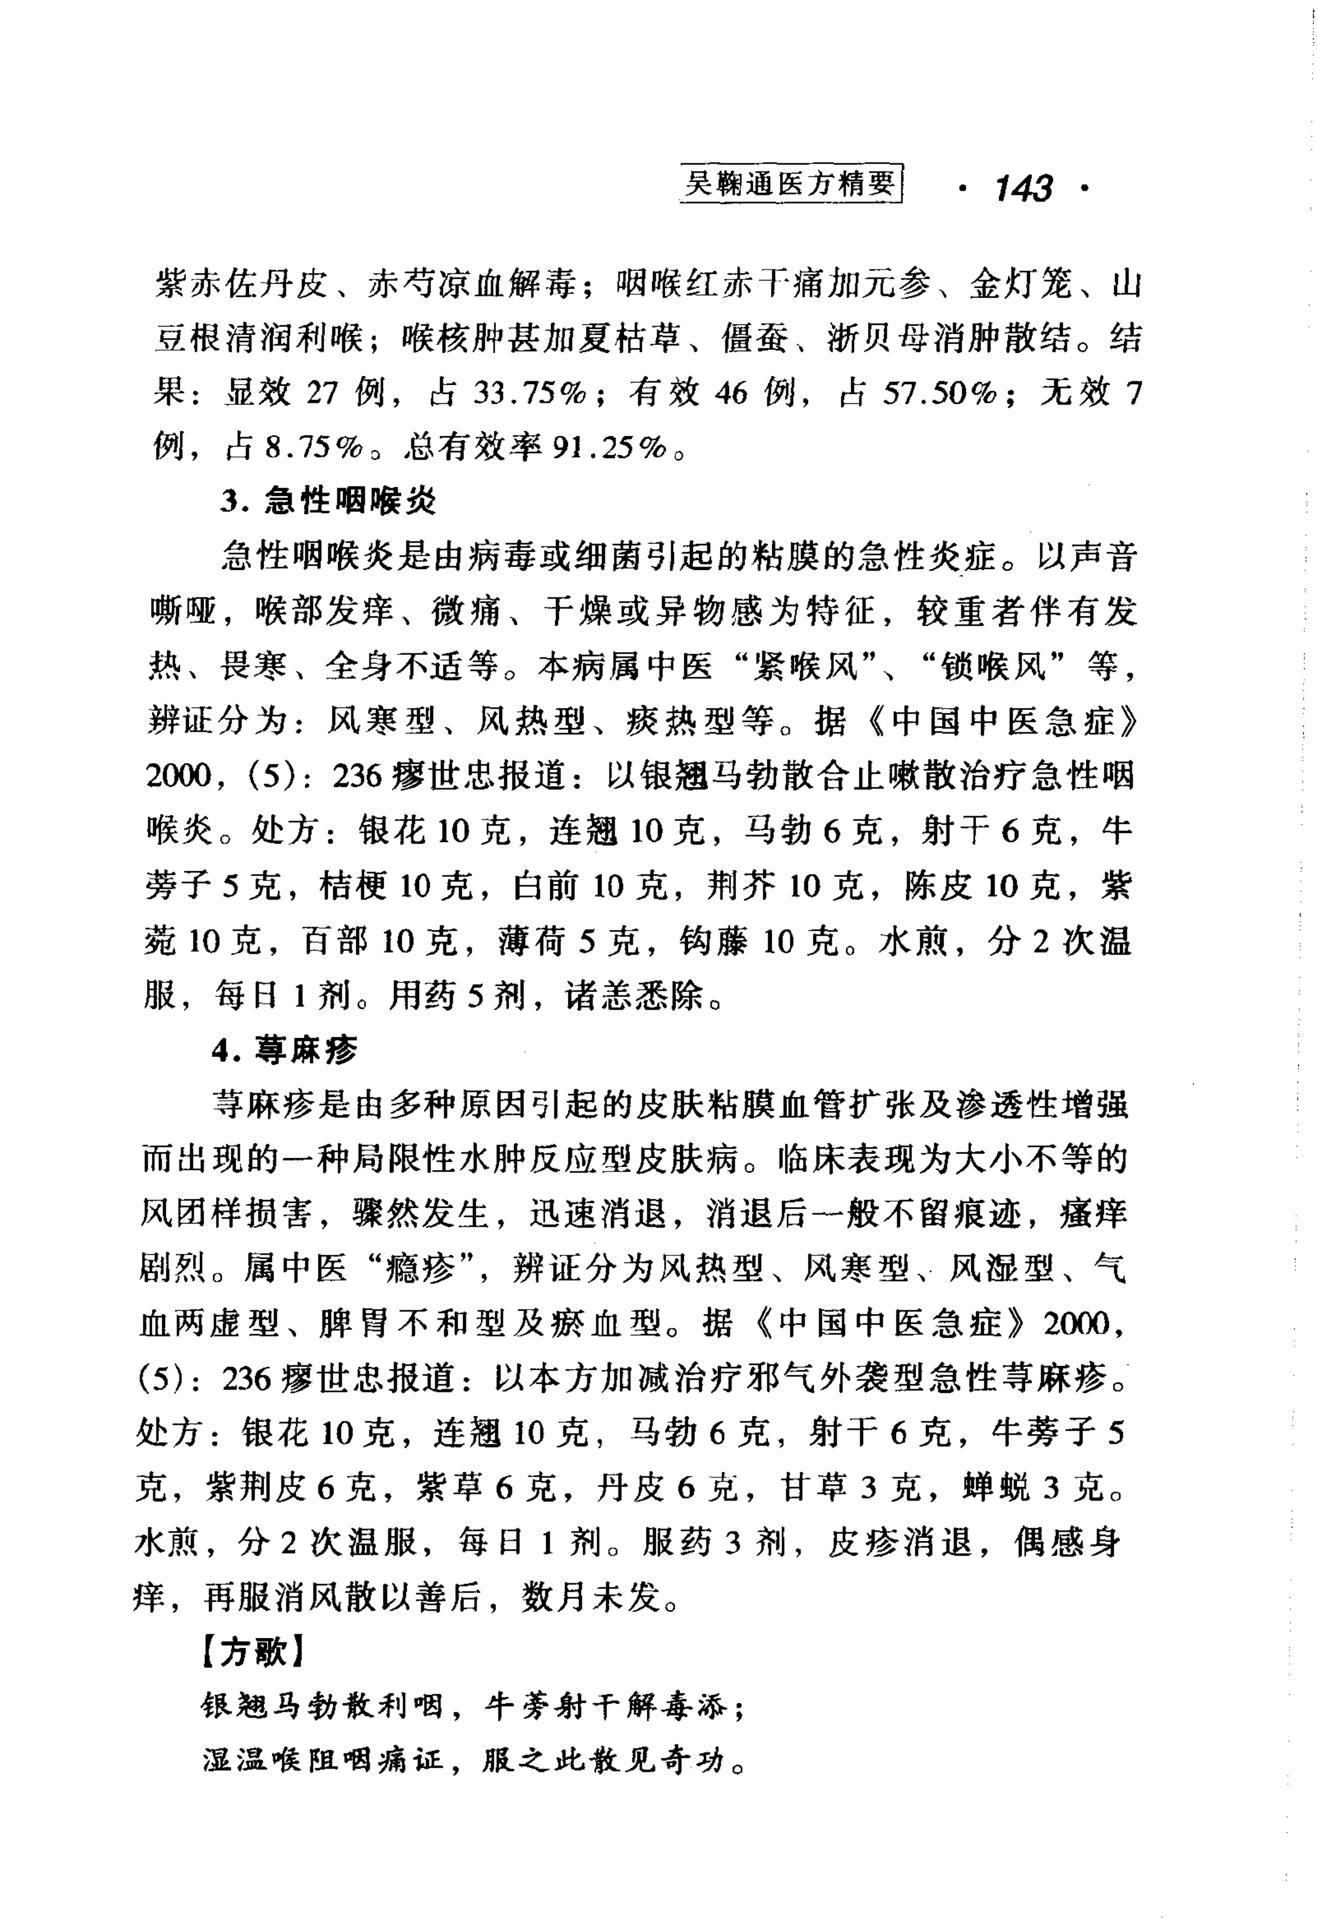 吴鞠通医方精要 · 143 ·
紫赤佐丹皮、赤芍凉血解毒；咽喉红赤干痛加元参、金灯笼、山
豆根清润利喉；喉核肿甚加夏枯草、僵蚕、浙贝母消肿散结。结
果：显效 27 例，占 33.75%；有效 46 例，占 57.50%；无效 7
例，占 8.75%。总有效率 91.25%。
3. 急性咽喉炎
急性咽喉炎是由病毒或细菌引起的粘膜的急性炎症。以声音
嘶哑，喉部发痒、微痛、干燥或异物感为特征，较重者伴有发
热、畏寒、全身不适等。本病属中医“紧喉风”、“锁喉风”等，
辨证分为：风寒型、风热型、痰热型等。据《中国中医急症》
2000，(5)：236 瘳世忠报道：以银翘马勃散合止嗽散治疗急性咽
喉炎。处方：银花 10 克，连翘 10 克，马勃 6 克，射干 6 克，牛
蒡子 5 克，桔梗 10 克，白前 10 克，荆芥 10 克，陈皮 10 克，紫
菀 10 克，百部 10 克，薄荷 5 克，钩藤 10 克。水煎，分 2 次温
服，每日 1 剂。用药 5 剂，诸恙悉除。
4. 荨麻疹
荨麻疹是由多种原因引起的皮肤粘膜血管扩张及渗透性增强
而出现的一种局限性水肿反应型皮肤病。临床表现为大小不等的
风团样损害，骤然发生，迅速消退，消退后一般不留痕迹，瘙痒
剧烈。属中医“瘾疹”，辨证分为风热型、风寒型、风湿型、气
血两虚型、脾胃不和型及瘀血型。据《中国中医急症》2000，
(5)：236 瘳世忠报道：以本方加减治疗邪气外袭型急性荨麻疹。
处方：银花 10 克，连翘 10 克，马勃 6 克，射干 6 克，牛蒡子 5
克，紫荆皮 6 克，紫草 6 克，丹皮 6 克，甘草 3 克，蝉蜕 3 克。
水煎，分 2 次温服，每日 1 剂。服药 3 剂，皮疹消退，偶感身
痒，再服消风散以善后，数月未发。
【方歌】
银翘马勃散利咽，牛蒡射干解毒添；
湿温喉阻咽痛证，服之此散见奇功。